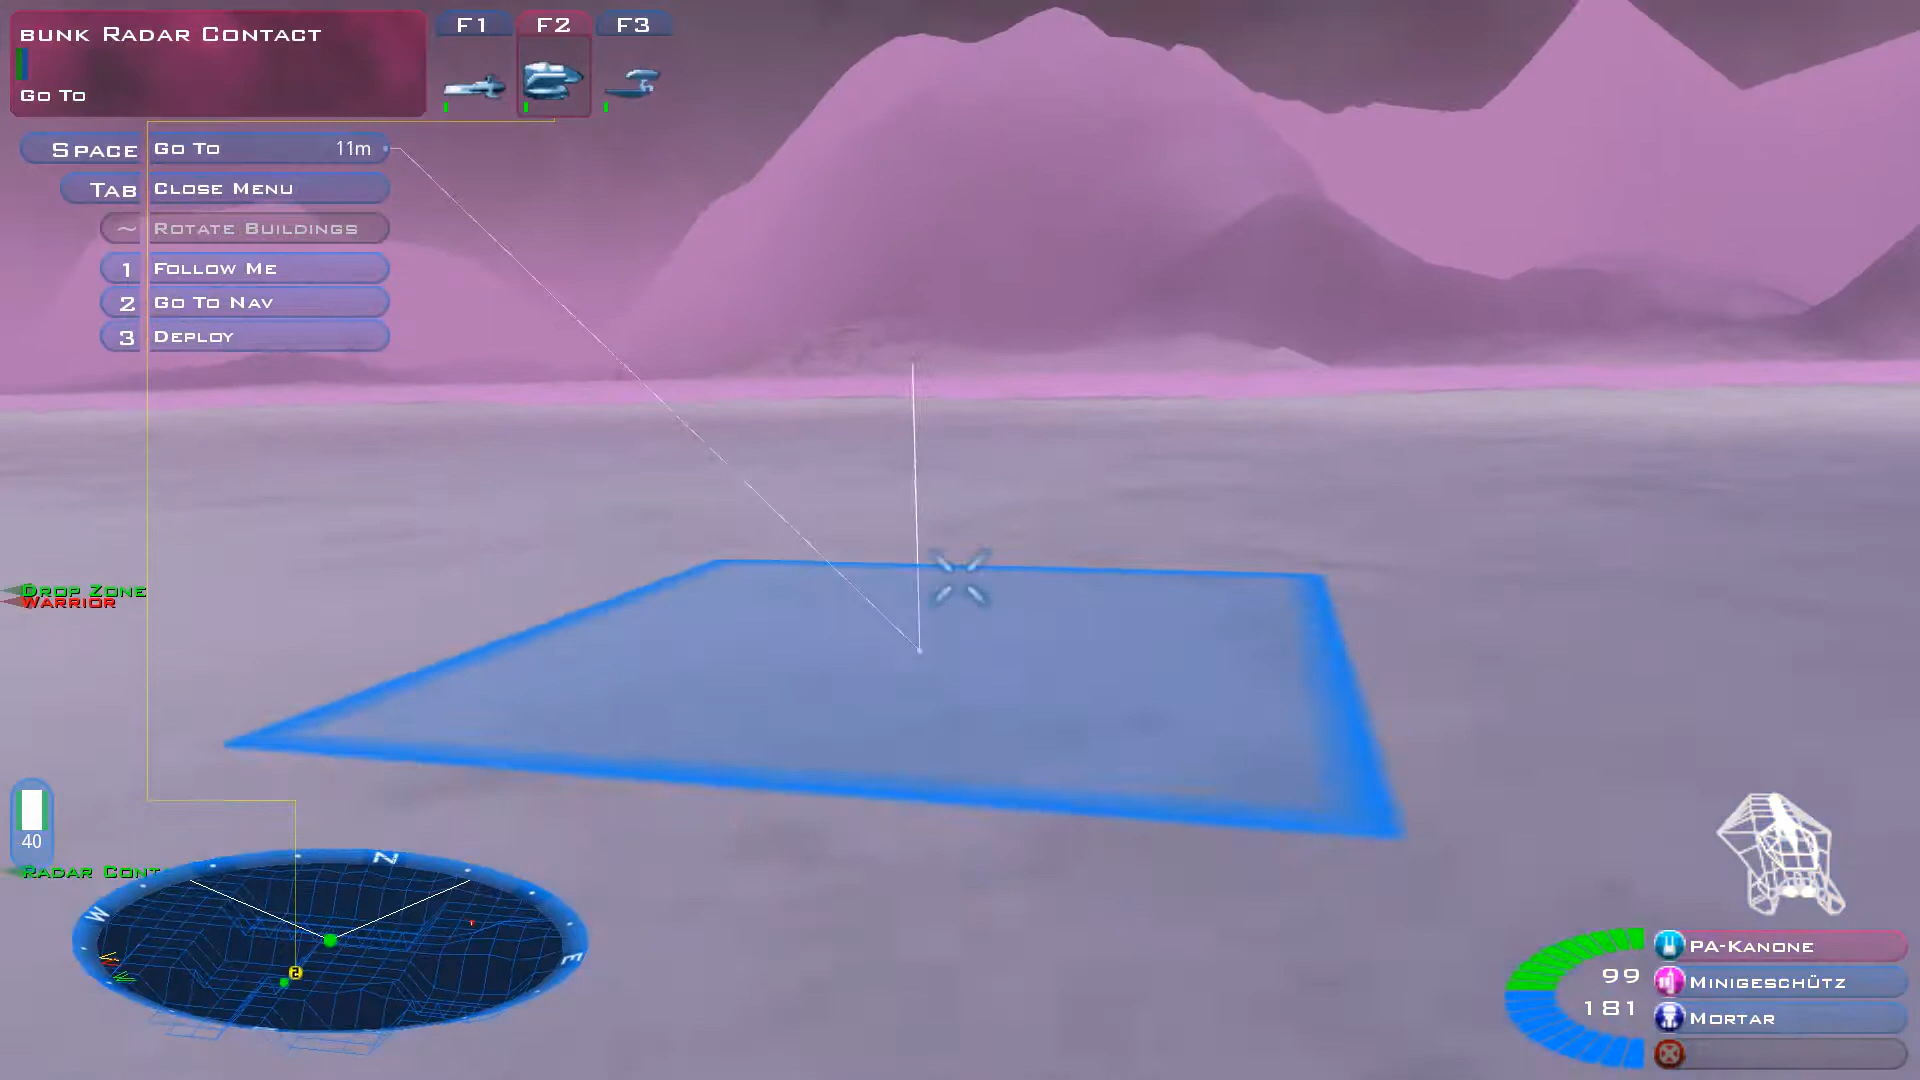 BUNK RADAR CONTACT
GO TO
F1 F2 F3
SPACE GO TO 11m
TAB CLOSE MENU
~ ROTATE BUILDINGS
1 FOLLOW ME
2 GO TO NAV
3 DEPLOY
DROP ZONE
WARRIOR
40
RADAR CONT
N
W
E
2
99
181
PA-KANONE
MINIGESCHÜTZ
MORTAR